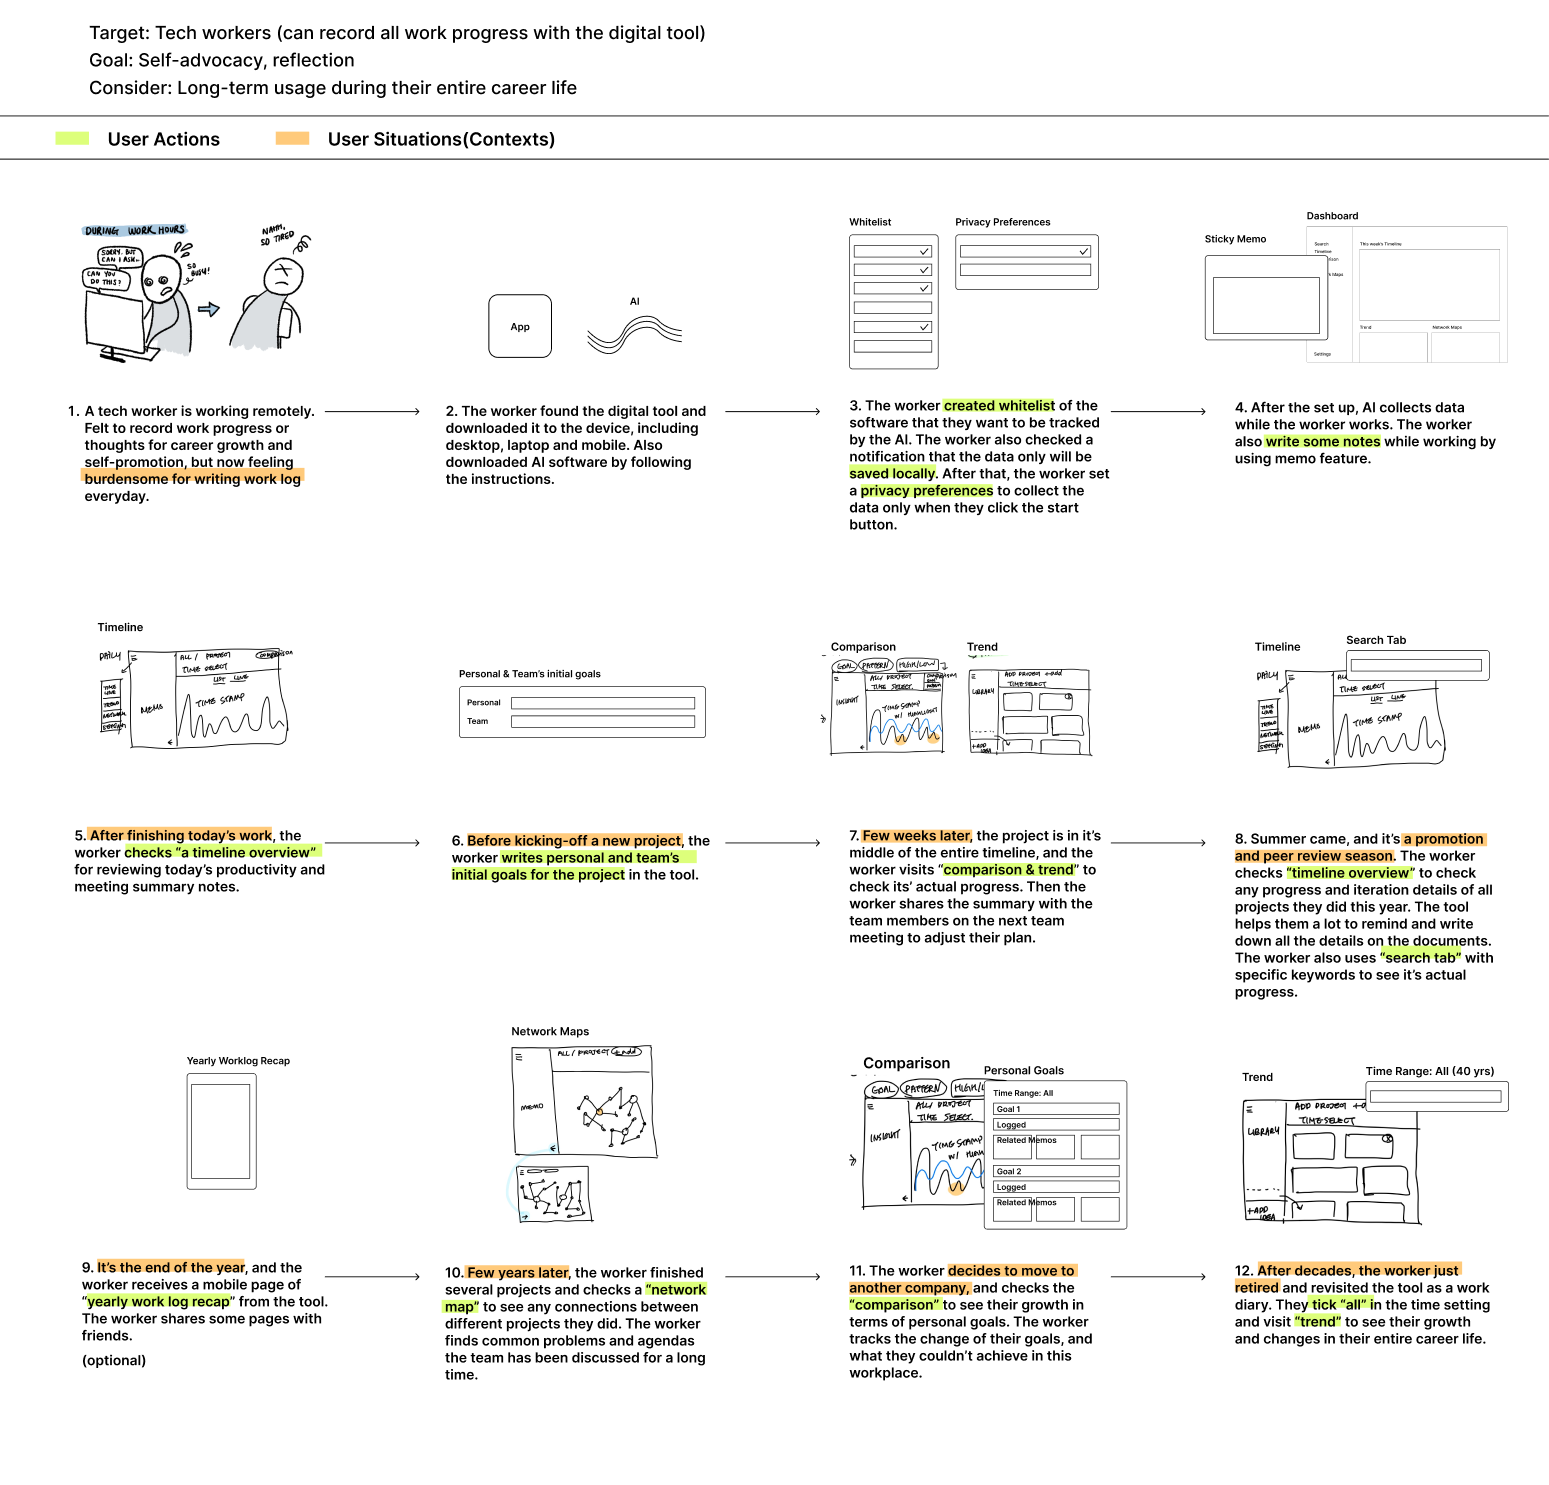 Target: Tech workers (can record all work progress with the digital tool)
Goal: Self-advocacy, reflection
Consider: Long-term usage during their entire career life
User Actions
User Situations(Contexts)
DURING WORK HOURS
SORRY, BUT
CAN I ASK..
CAN YOU
DO THIS?
SO
BUSY!
NAHH,
SO TIRED
App
AI
Whitelist
Privacy Preferences
Sticky Memo
Dashboard
Search
Timeline
This week's Timeline
Trend
Network Maps
Settings
1. A tech worker is working remotely.
Felt to record work progress or
thoughts for career growth and
self-promotion, but now feeling
burdensome for writing work log
everyday.
2. The worker found the digital tool and
downloaded it to the device, including
desktop, laptop and mobile. Also
downloaded AI software by following
the instructions.
3. The worker created whitelist of the
software that they want to be tracked
by the AI. The worker also checked a
notification that the data only will be
saved locally. After that, the worker set
a privacy preferences to collect the
data only when they click the start
button.
4. After the set up, AI collects data
while the worker works. The worker
also write some notes while working by
using memo feature.
Timeline
DAILY
ALL / PROJECT
COMPARISON
TIME SELECT
LIST LINE
TIME LINE
TREND
NETWORK
SETTING
MEMO
TIME STAMP
Personal & Team's initial goals
Personal
Team
Comparison
GOAL PATTERN HIGH/LOW
ALL/ PROJECT
TIME SELECT.
INSIGHT
TIME STAMP
W/ HIGHLIGHT
Trend
ADD PROJECT +add
TIME SELECT
LIBRARY
+ADD
IDEA
Timeline
Search Tab
DAILY
TIME SELECT
LIST LINE
TIME LINE
TREND
NETWORK
SETTING
MEMO
TIME STAMP
5. After finishing today's work, the
worker checks “a timeline overview”
for reviewing today's productivity and
meeting summary notes.
6. Before kicking-off a new project, the
worker writes personal and team's
initial goals for the project in the tool.
7. Few weeks later, the project is in it's
middle of the entire timeline, and the
worker visits “comparison & trend” to
check its' actual progress. Then the
worker shares the summary with the
team members on the next team
meeting to adjust their plan.
8. Summer came, and it's a promotion
and peer review season. The worker
checks “timeline overview” to check
any progress and iteration details of all
projects they did this year. The tool
helps them a lot to remind and write
down all the details on the documents.
The worker also uses “search tab” with
specific keywords to see it's actual
progress.
Yearly Worklog Recap
Network Maps
ALL / PROJECT +add
MEMO
Comparison
GOAL PATTERN
ALL/ PROJECT
TIME SELECT.
INSIGHT
TIME STAMP
W/
Personal Goals
Time Range: All
Goal 1
Logged
Related Memos
Goal 2
Logged
Related Memos
Trend
Time Range: All (40 yrs)
ADD PROJECT
TIME SELECT
LIBRARY
+ADD
IDEA
9. It's the end of the year, and the
worker receives a mobile page of
“yearly work log recap” from the tool.
The worker shares some pages with
friends.
(optional)
10. Few years later, the worker finished
several projects and checks a “network
map” to see any connections between
different projects they did. The worker
finds common problems and agendas
the team has been discussed for a long
time.
11. The worker decides to move to
another company, and checks the
“comparison” to see their growth in
terms of personal goals. The worker
tracks the change of their goals, and
what they couldn't achieve in this
workplace.
12. After decades, the worker just
retired and revisited the tool as a work
diary. They tick “all” in the time setting
and visit “trend” to see their growth
and changes in their entire career life.